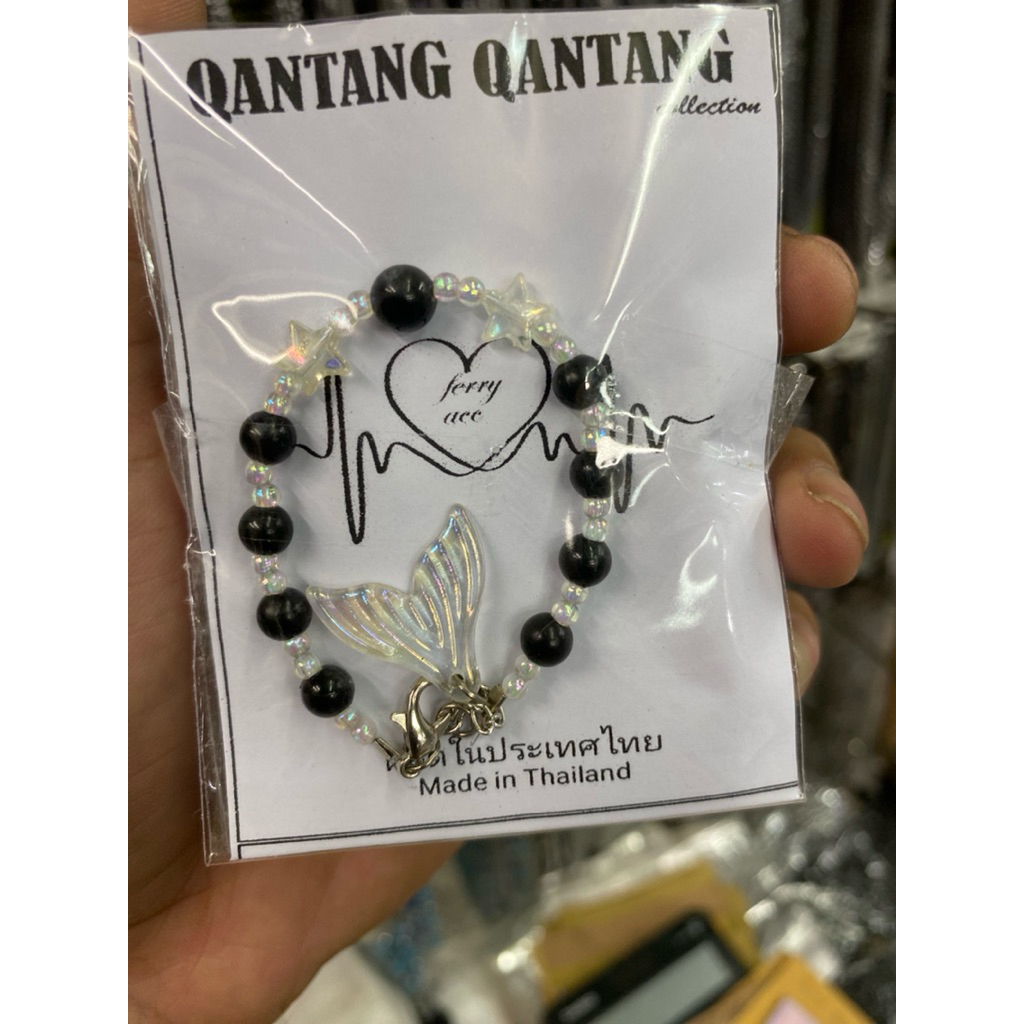 QANTANG QANTANG
collection
ferry
acc
ในประเทศไทย
Made in Thailand